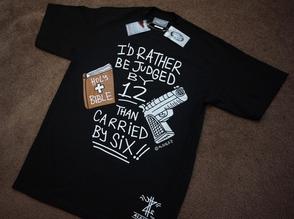 I'D RATHER
BE JUDGED
BY
12
THAN
CARRIED
BY SIX!!
HOLY
BIBLE